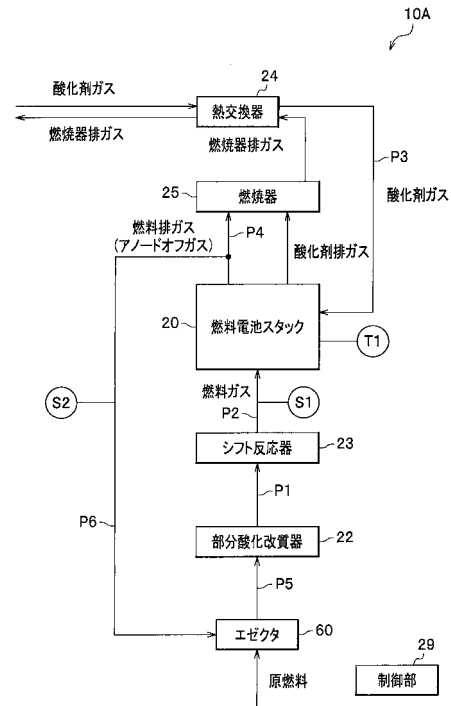 10A
24
酸化剤ガス
熱交換器
燃焼器排ガス
燃焼器排ガス
P3
25
燃焼器
酸化剤ガス
燃料排ガス
(アノードオフガス)
P4
酸化剤排ガス
20
燃料電池スタック
T1
燃料ガス
S2
S1
P2
シフト反応器
23
P1
P6
部分酸化改質器
22
P5
エゼクタ
60
29
原燃料
制御部